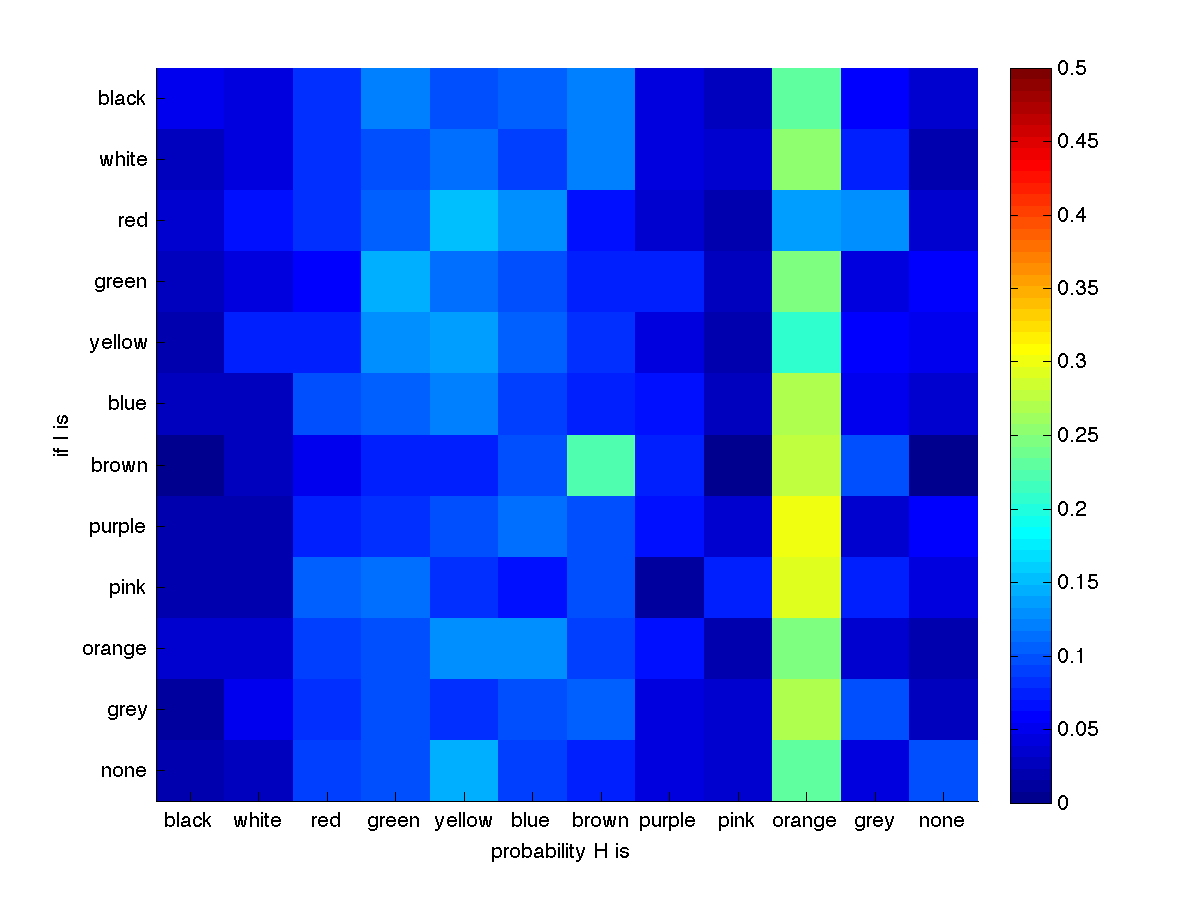 black
white
red
green
yellow
blue
brown
purple
pink
orange
grey
none
if I is
black white red green yellow blue brown purple pink orange grey none
probability H is
0.5
0.45
0.4
0.35
0.3
0.25
0.2
0.15
0.1
0.05
0